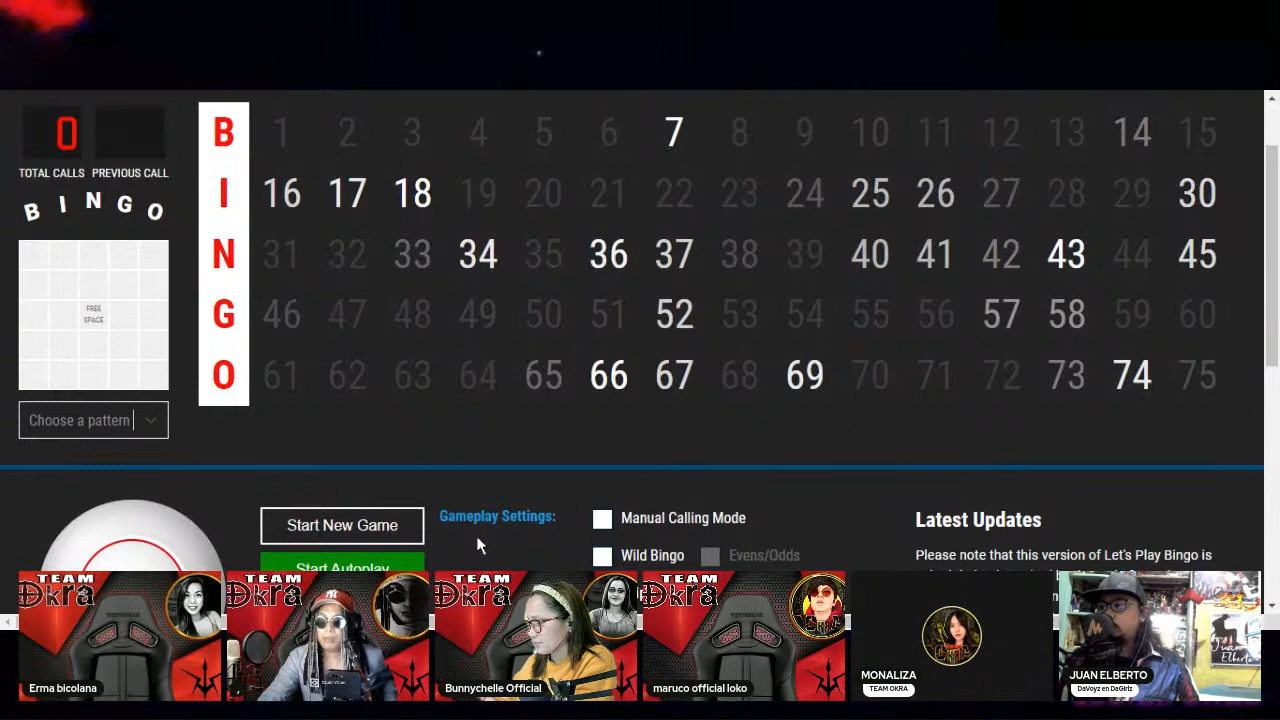 0
TOTAL CALLS PREVIOUS CALL
B I N G O
FREE
SPACE
Choose a pattern
B 1 2 3 4 5 6 7 8 9 10 11 12 13 14 15
I 16 17 18 19 20 21 22 23 24 25 26 27 28 29 30
N 31 32 33 34 35 36 37 38 39 40 41 42 43 44 45
G 46 47 48 49 50 51 52 53 54 55 56 57 58 59 60
O 61 62 63 64 65 66 67 68 69 70 71 72 73 74 75
Start New Game
Start Autoplay
Gameplay Settings:
Manual Calling Mode
Wild Bingo
Evens/Odds
Latest Updates
Please note that this version of Let's Play Bingo is
TEAM
Okra
Erma bicolana
TEAM
Okra
TEAM
Okra
Bunnychelle Official
TEAM
Okra
maruco official loko
MONALIZA
TEAM OKRA
JUAN ELBERTO
DaVoyz en DaGirlz